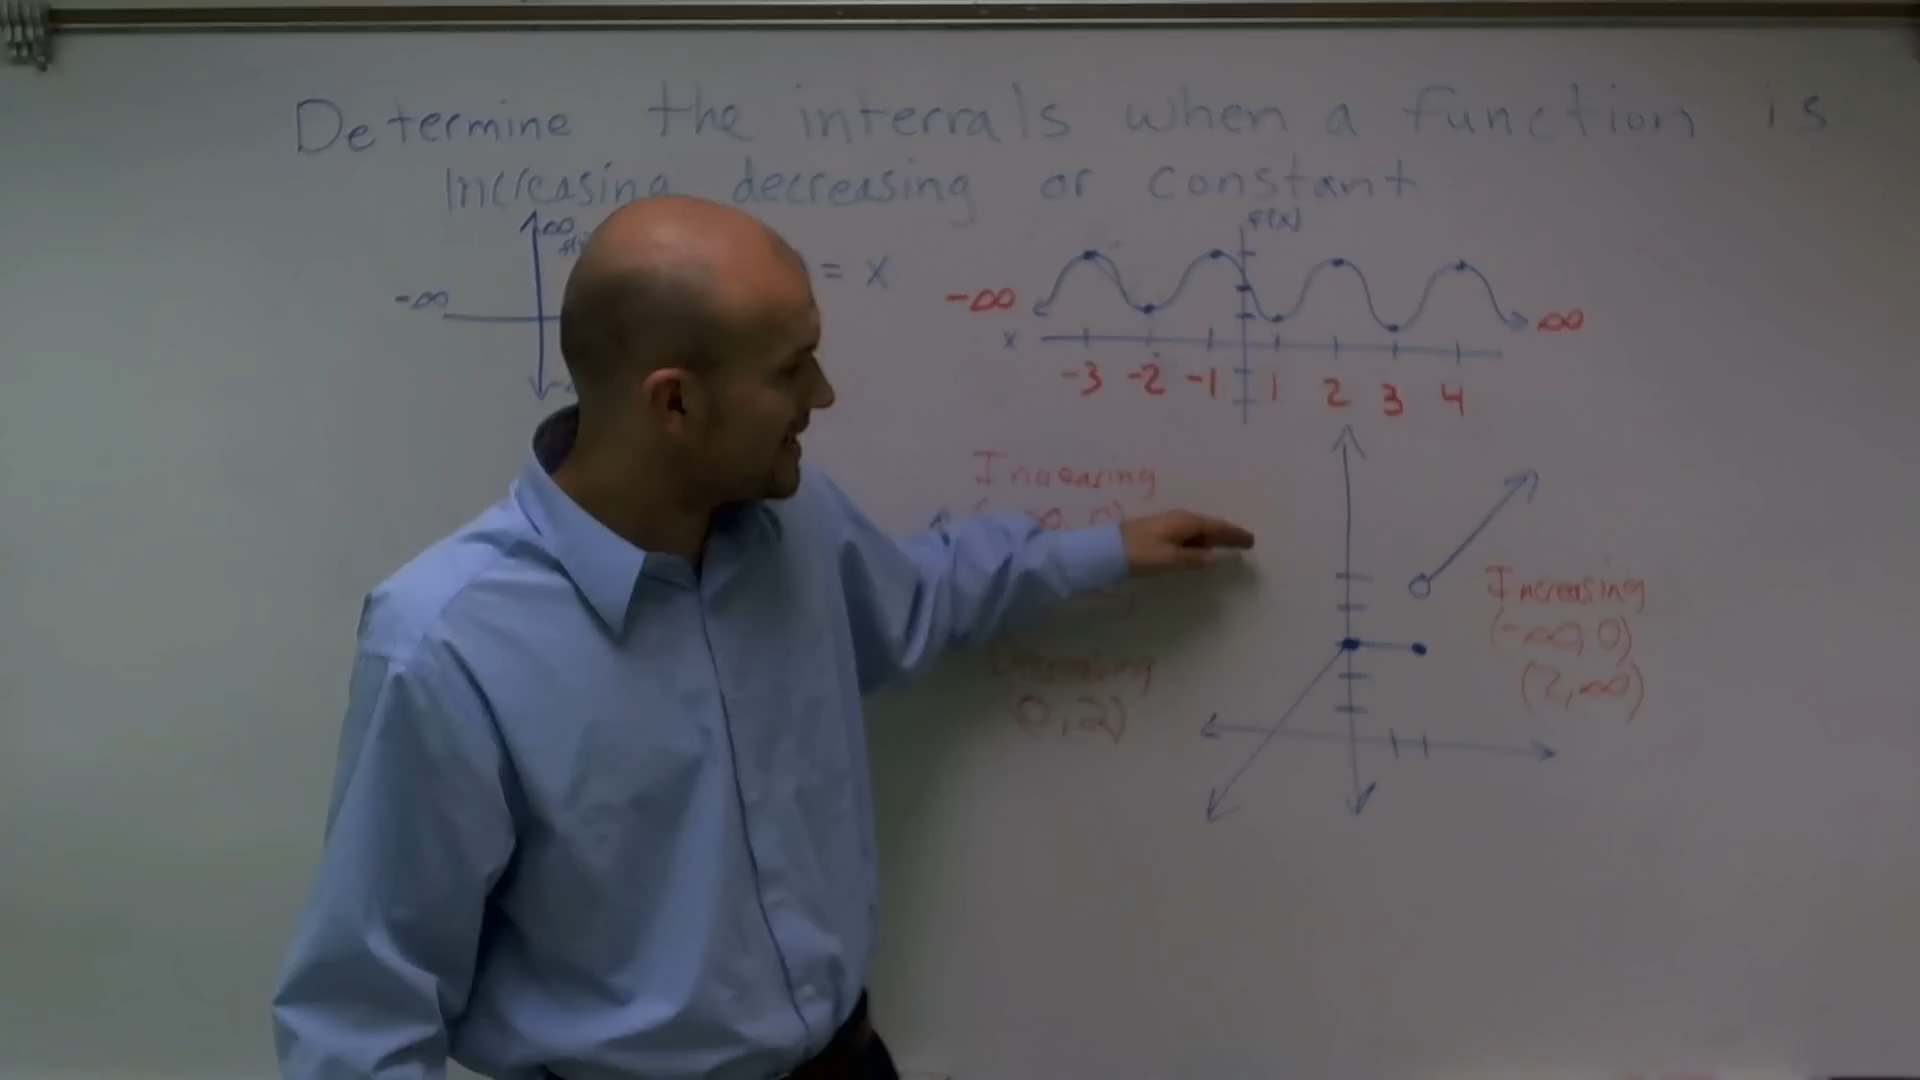 Determine the intervals when a function is
Increasing decreasing or constant
∞
-∞
= x
f(x)
-∞
∞
x
-3 -2 -1 1 2 3 4
Increasing
∞, 0)
Decreasing
0,2)
Increasing
(-∞,0)
(2,∞)